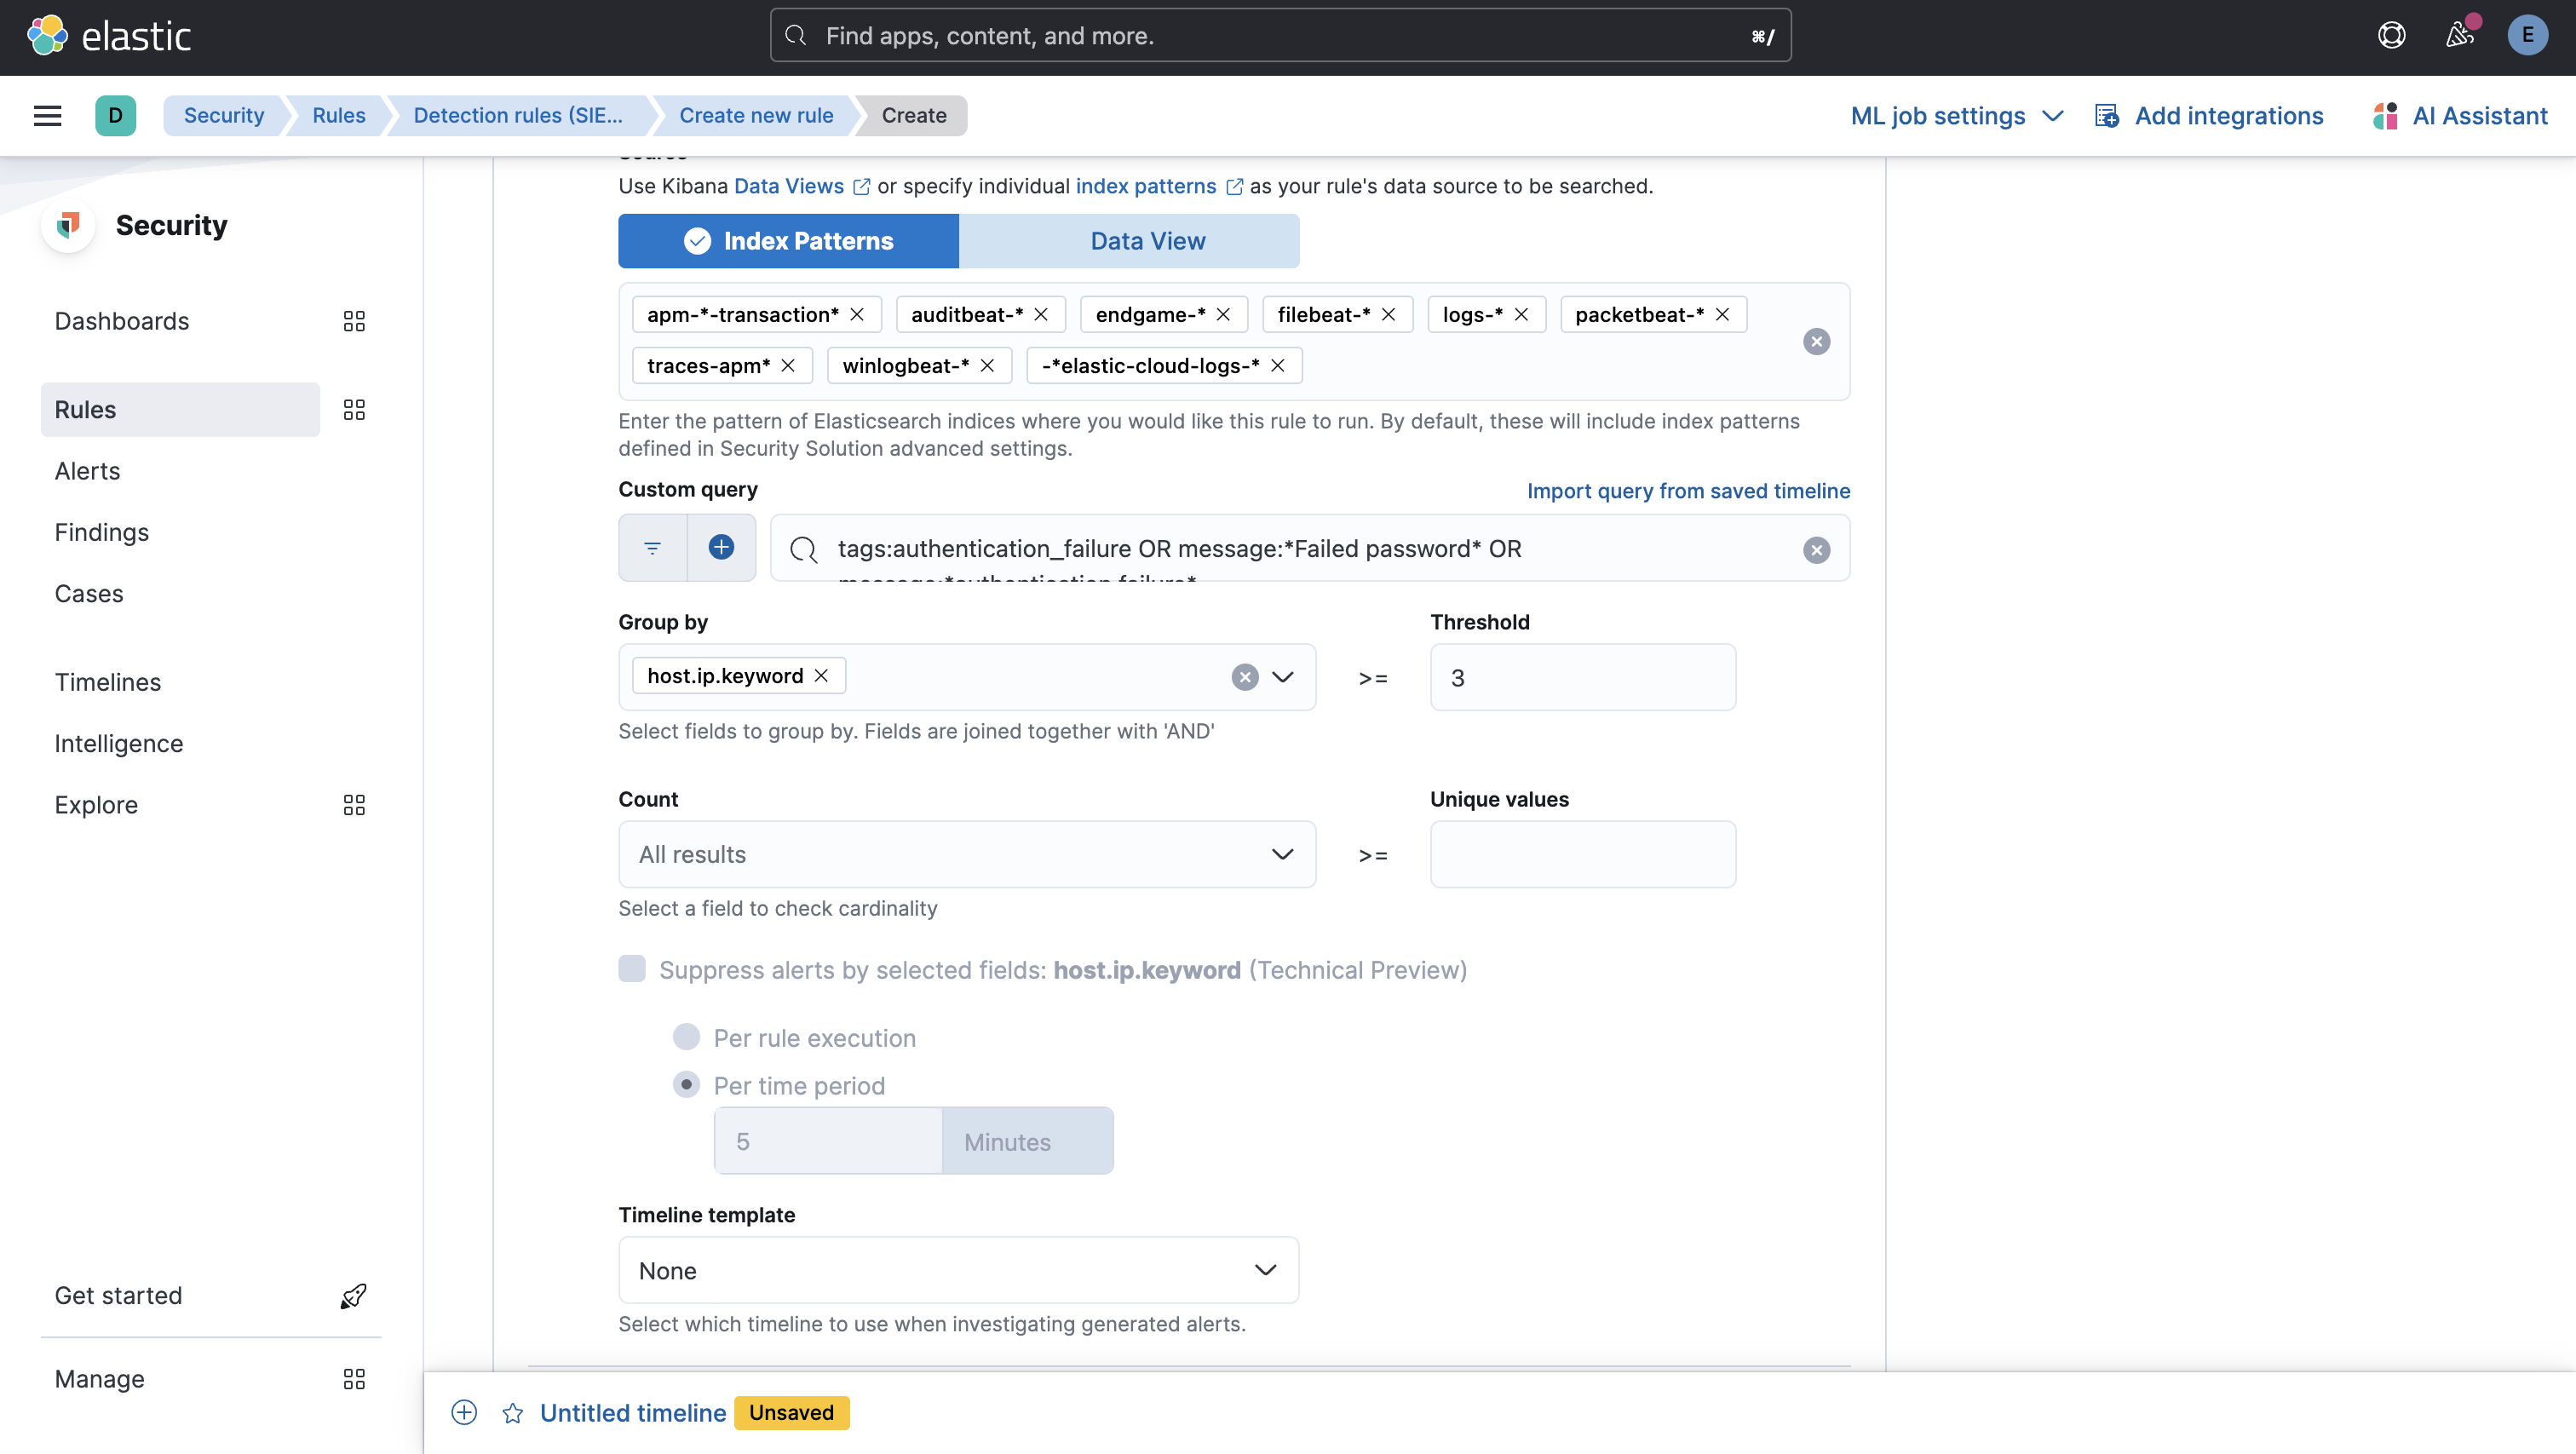 elastic
Find apps, content, and more.
⌘/
E
D
Security
Rules
Detection rules (SIE...
Create new rule
Create
ML job settings
Add integrations
AI Assistant
Security
Dashboards
Rules
Alerts
Findings
Cases
Timelines
Intelligence
Explore
Get started
Manage
Source
Use Kibana Data Views or specify individual index patterns as your rule's data source to be searched.
Index Patterns
Data View
apm-*-transaction* auditbeat-* endgame-* filebeat-* logs-* packetbeat-*
traces-apm* winlogbeat-* -*elastic-cloud-logs-*
Enter the pattern of Elasticsearch indices where you would like this rule to run. By default, these will include index patterns
defined in Security Solution advanced settings.
Custom query
Import query from saved timeline
tags:authentication_failure OR message:*Failed password* OR
message:*authentication failure*
Group by
Threshold
host.ip.keyword
>=
3
Select fields to group by. Fields are joined together with 'AND'
Count
Unique values
All results
>=
Select a field to check cardinality
Suppress alerts by selected fields: host.ip.keyword (Technical Preview)
Per rule execution
Per time period
5
Minutes
Timeline template
None
Select which timeline to use when investigating generated alerts.
Untitled timeline
Unsaved